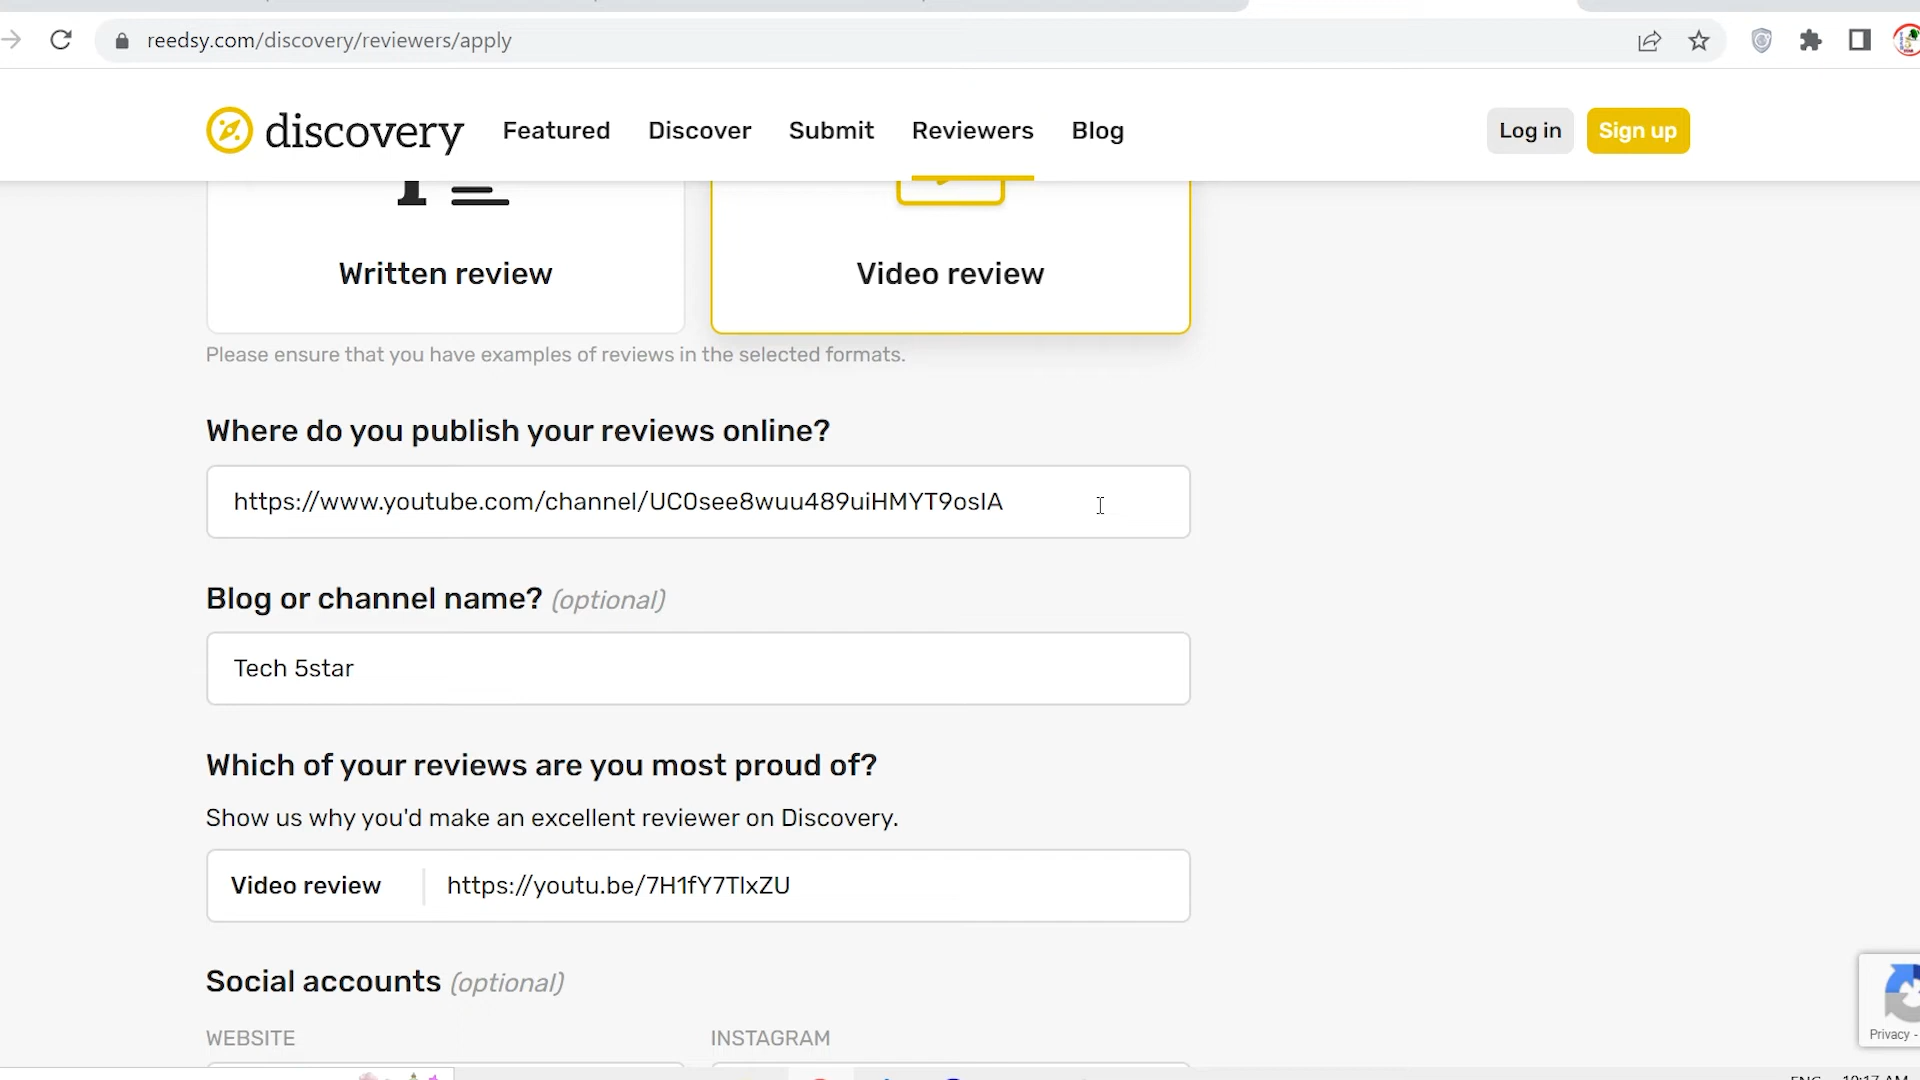 reedsy.com/discovery/reviewers/apply
discovery Featured Discover Submit Reviewers Blog Log in Sign up
Written review Video review
Please ensure that you have examples of reviews in the selected formats.
Where do you publish your reviews online?
https://www.youtube.com/channel/UC0see8wuu489uiHMYT9osIA
Blog or channel name? (optional)
Tech 5star
Which of your reviews are you most proud of?
Show us why you'd make an excellent reviewer on Discovery.
Video review https://youtu.be/7H1fY7TIxZU
Social accounts (optional)
WEBSITE INSTAGRAM
Privacy -